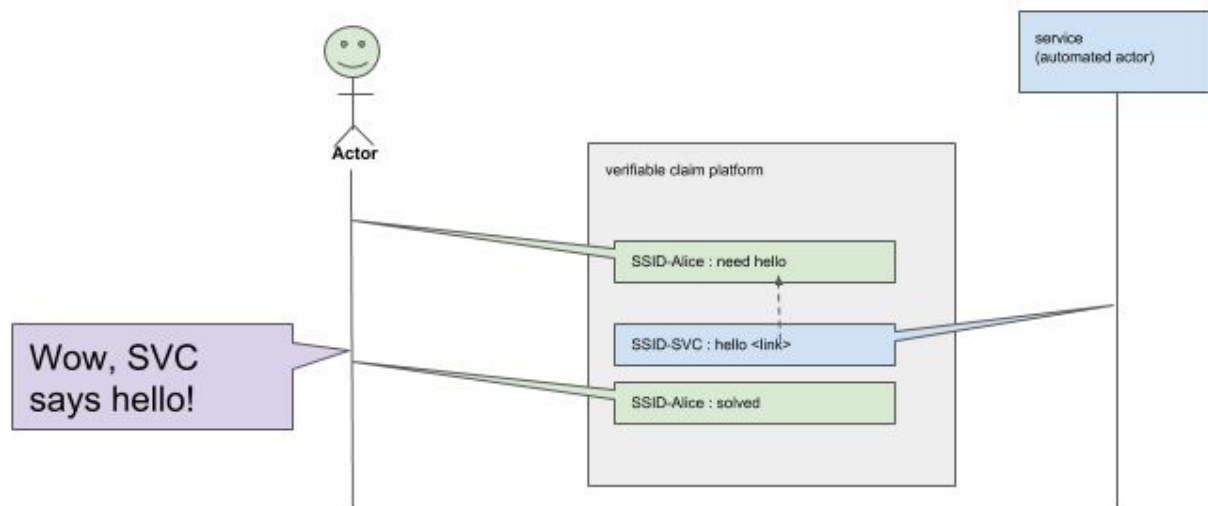 service
(automated actor)
Actor
verifiable claim platform
SSID-Alice : need hello
SSID-SVC : hello <link>
Wow, SVC
says hello!
SSID-Alice : solved